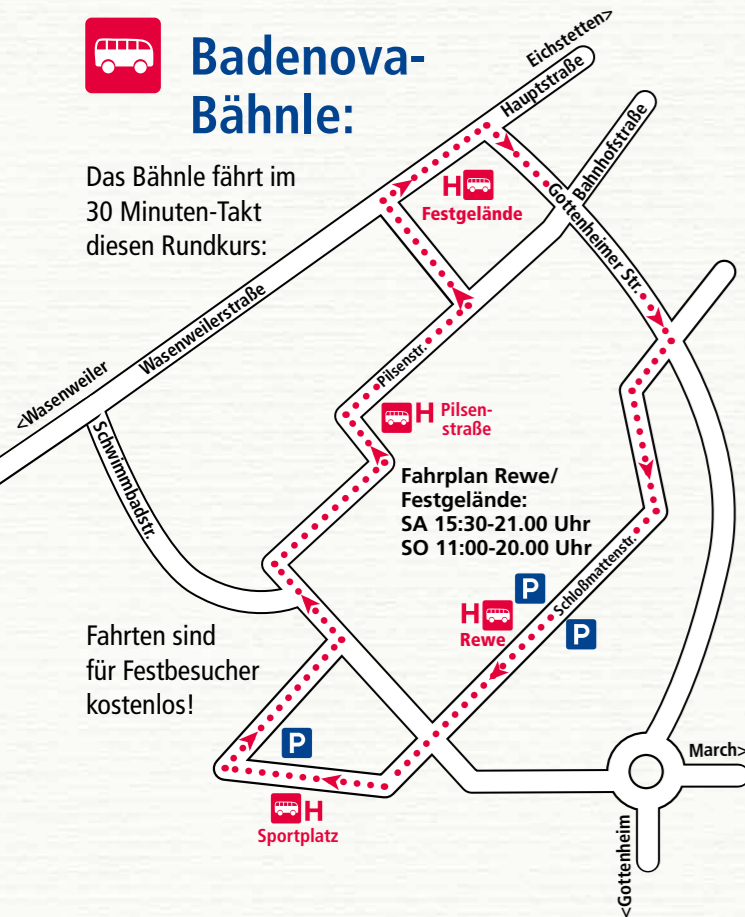 Badenova-
Bähnle:
Das Bähnle fährt im
30 Minuten-Takt
diesen Rundkurs:
Eichstetten>
Hauptstraße
Bahnhofstraße
H
Festgelände
Gottenheimer Str.
Wasenweilerstraße
<Wasenweiler
Schwimmbadstr.
Pilsenstr.
H Pilsen-
straße
Fahrplan Rewe/
Festgelände:
SA 15:30-21.00 Uhr
SO 11:00-20.00 Uhr
Schloßmattenstr.
P
P
H
Rewe
Fahrten sind
für Festbesucher
kostenlos!
P
H
Sportplatz
March>
<Gottenheim